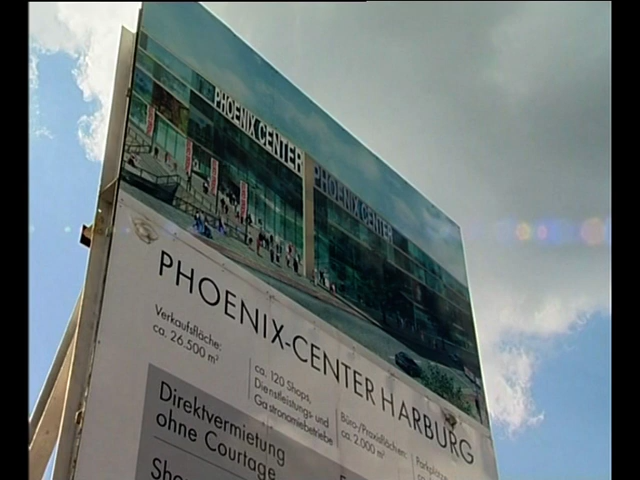 PHOENIX CENTER
PHOENIX CENTER
PHOENIX-CENTER HARBURG
Verkaufsfläche:
ca. 26.500 m²
ca. 120 Shops,
Dienstleistungs- und
Gastronomiebetriebe
Büro-/Praxisflächen:
ca. 2.000 m²
Parkplätze
Direktvermietung
ohne Courtage